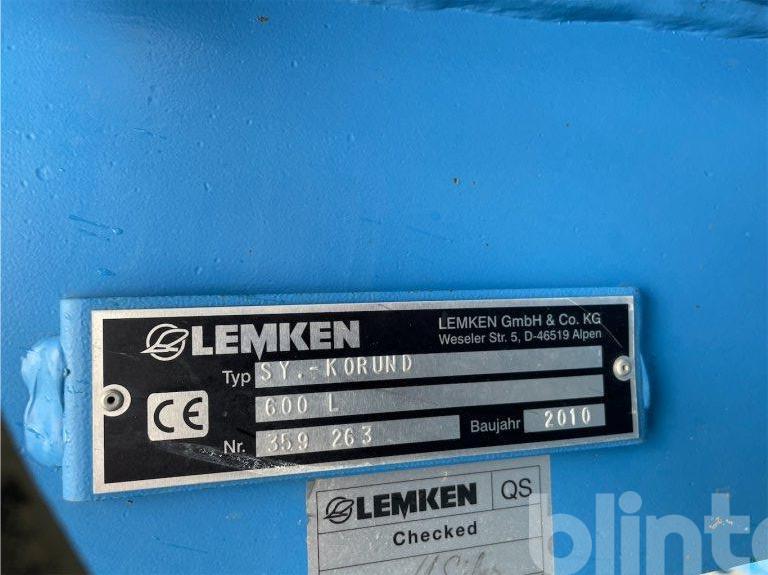 LEMKEN
LEMKEN GmbH & Co. KG
Weseler Str. 5, D-46519 Alpen
Typ SY.-KORUND
600 L
CE
Nr. 359 263 Baujahr 2010
LEMKEN QS
Checked
blinto